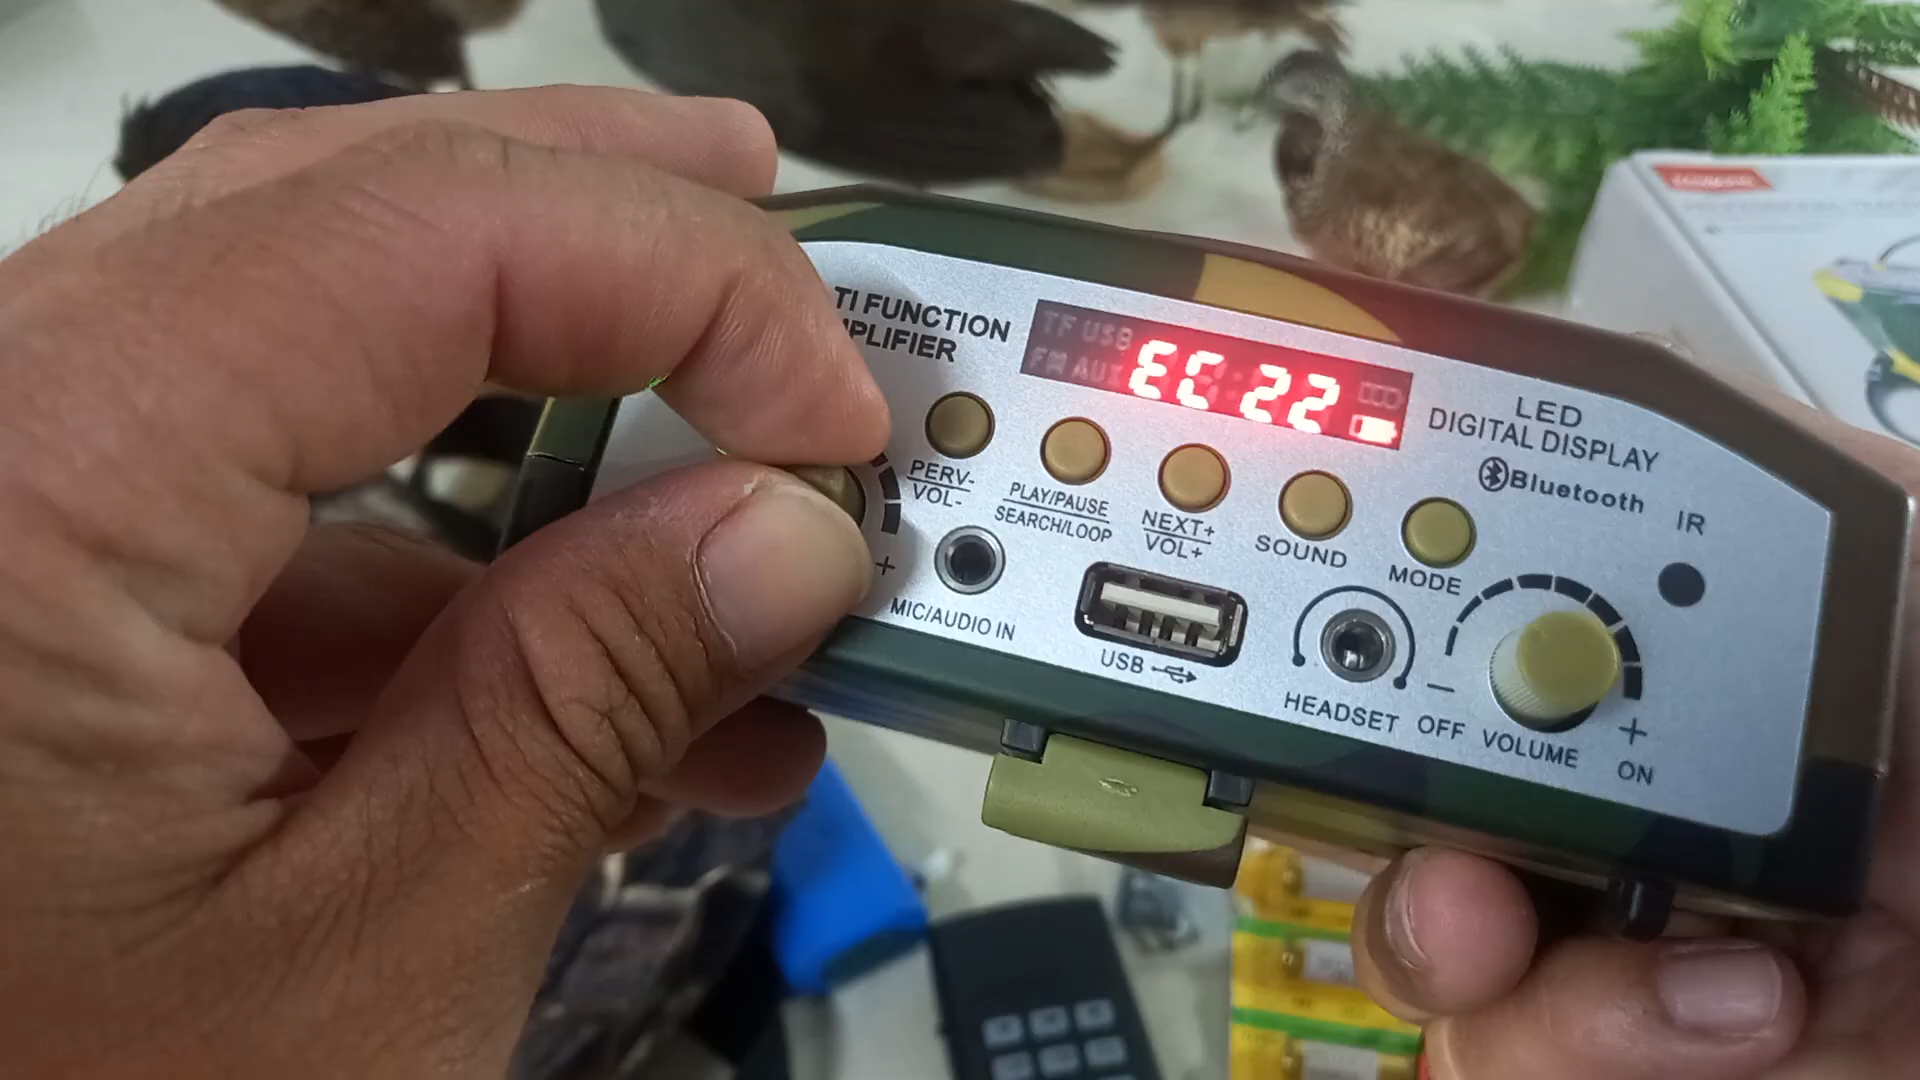 TI FUNCTION
PLIFIER
TF USB
FM AUX
EC 22
LED
DIGITAL DISPLAY
Bluetooth
IR
PERV-
VOL-
PLAY/PAUSE
SEARCH/LOOP
NEXT+
VOL+
SOUND
MODE
+
MIC/AUDIO IN
USB
HEADSET
−
OFF
VOLUME
+
ON